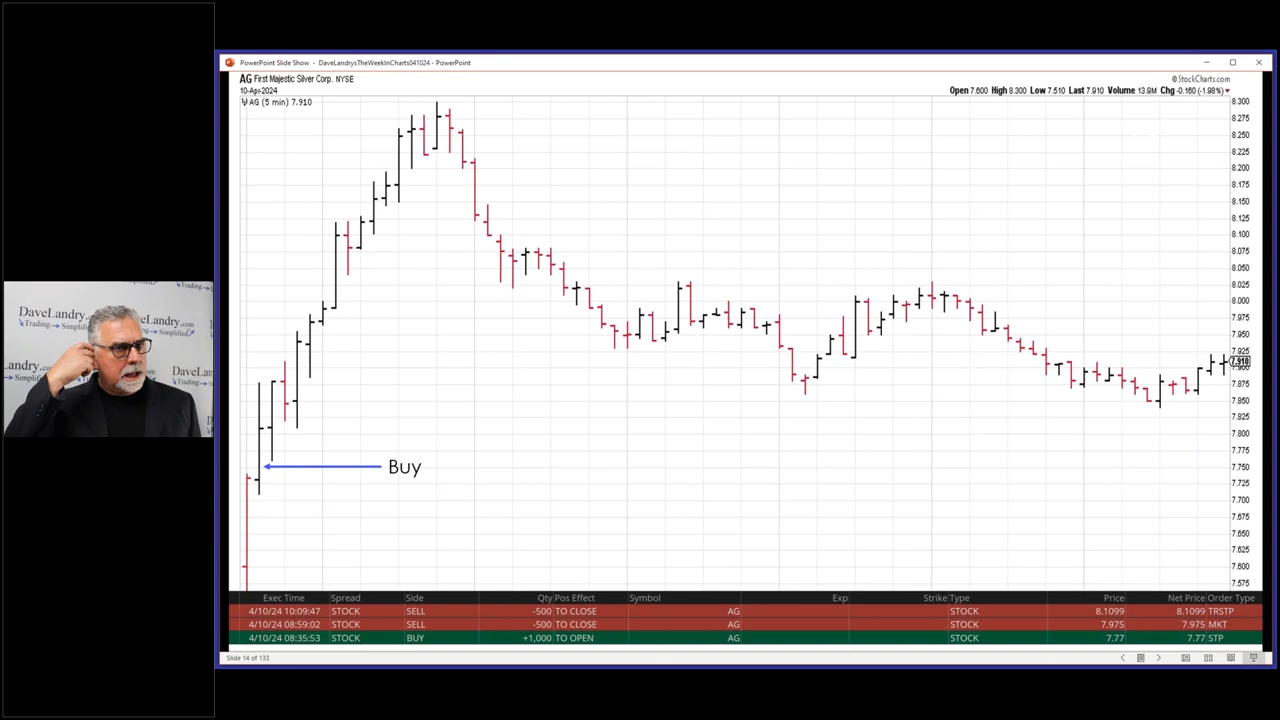 PowerPoint Slide Show - DaveLandrysTheWeekInCharts041024 - PowerPoint
AG First Majestic Silver Corp. NYSE
© StockCharts.com
10-Apr-2024
Open 7.600 High 8.300 Low 7.510 Last 7.910 Volume 13.9M Chg -0.160 (-1.98%)
AG (5 min) 7.910
8.300
8.275
8.250
8.225
8.200
8.175
8.150
8.125
8.100
8.075
8.050
8.025
8.000
7.975
7.950
7.925
7.910
7.900
7.875
7.850
7.825
7.800
7.775
7.750
7.725
7.700
7.675
7.650
7.625
7.600
7.575
Buy
DaveLandry.com
Trading Simplified
Exec Time Spread Side Qty Pos Effect Symbol Exp Strike Type Price Net Price Order Type
4/10/24 10:09:47 STOCK SELL -500 TO CLOSE AG STOCK 8.1099 8.1099 TRSTP
4/10/24 08:59:02 STOCK SELL -500 TO CLOSE AG STOCK 7.975 7.975 MKT
4/10/24 08:35:53 STOCK BUY +1,000 TO OPEN AG STOCK 7.77 7.77 STP
Slide 14 of 133